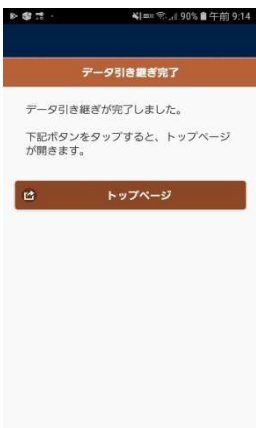 90% 午前 9:14
データ引き継ぎ完了
データ引き継ぎが完了しました。
下記ボタンをタップすると、トップページ
が開きます。
トップページ